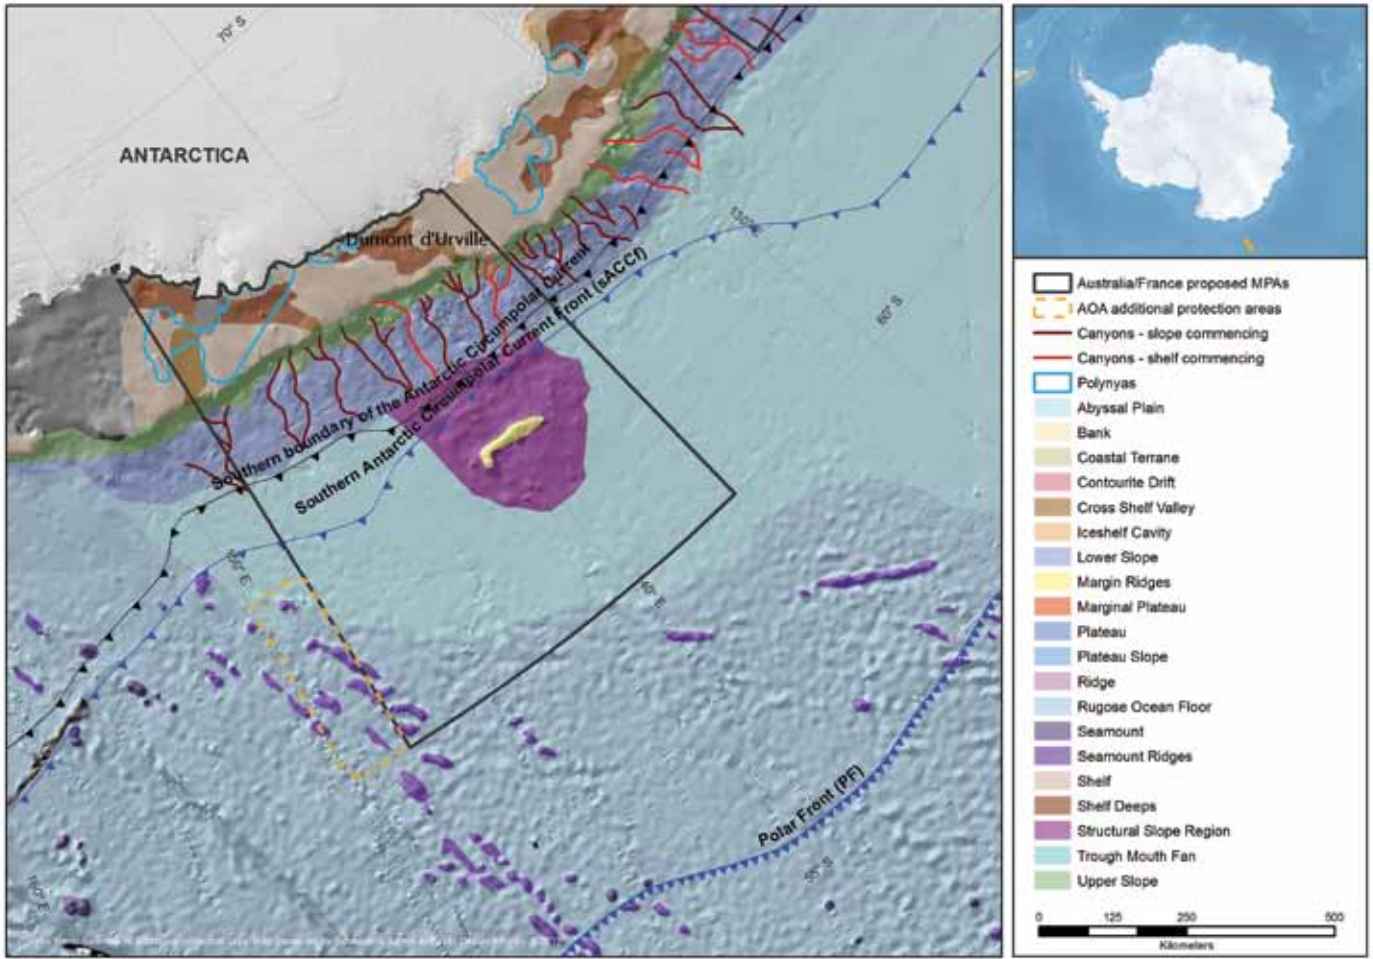 70° S
ANTARCTICA
Dumont d'Urville
130° E
60° S
Southern boundary of the Antarctic Circumpolar Current
Southern Antarctic Circumpolar Current Front (sACCf)
150° E
40° E
Polar Front (PF)
55° S
160° E
Australia/France proposed MPAs
AOA additional protection areas
Canyons - slope commencing
Canyons - shelf commencing
Polynyas
Abyssal Plain
Bank
Coastal Terrane
Contourite Drift
Cross Shelf Valley
Iceshelf Cavity
Lower Slope
Margin Ridges
Marginal Plateau
Plateau
Plateau Slope
Ridge
Rugose Ocean Floor
Seamount
Seamount Ridges
Shelf
Shelf Deeps
Structural Slope Region
Trough Mouth Fan
Upper Slope
0 125 250 500
Kilometers